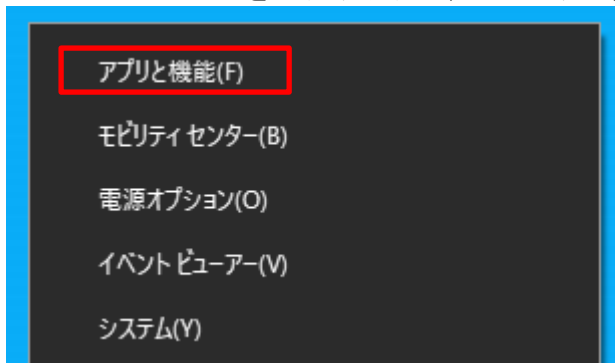 アプリと機能(F)
モビリティ センター(B)
電源オプション(O)
イベント ビューアー(V)
システム(Y)